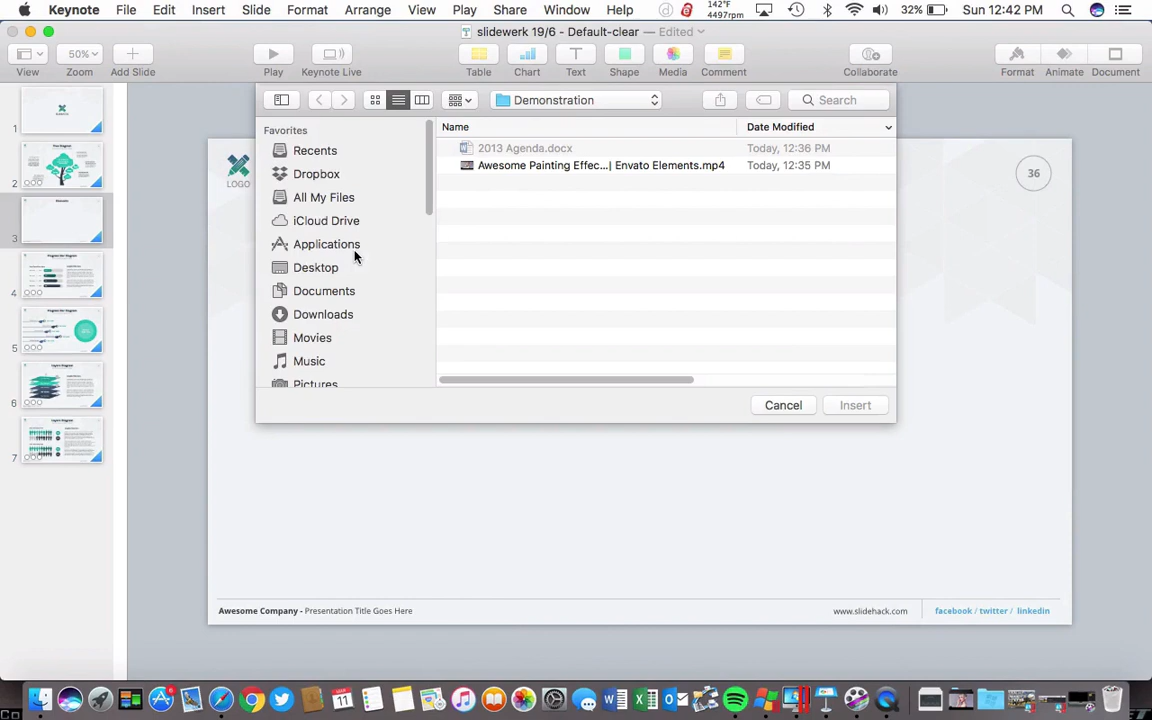 Keynote File Edit Insert Slide Format Arrange View Play Share Window Help 142°F 4497rpm 32% Sun 12:42 PM
slidewerk 19/6 - Default-clear — Edited
50%
View Zoom Add Slide Play Keynote Live Table Chart Text Shape Media Comment Collaborate Format Animate Document
Demonstration
Search
Favorites
Recents
Dropbox
All My Files
iCloud Drive
Applications
Desktop
Documents
Downloads
Movies
Music
Pictures
Name Date Modified
2013 Agenda.docx Today, 12:36 PM
Awesome Painting Effec...| Envato Elements.mp4 Today, 12:35 PM
Cancel Insert
1
2
3
4
5
6
7
LOGO
36
Awesome Company - Presentation Title Goes Here
www.slidehack.com
facebook / twitter / linkedin